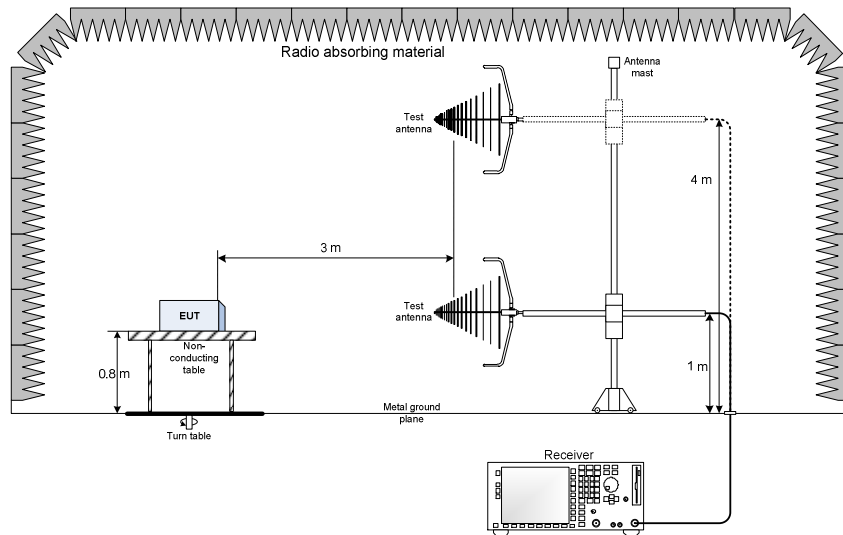 Radio absorbing material
Antenna
mast
Test
antenna
4 m
3 m
Test
antenna
EUT
Non-
conducting
table
0.8 m
1 m
Metal ground
plane
Turn table
Receiver